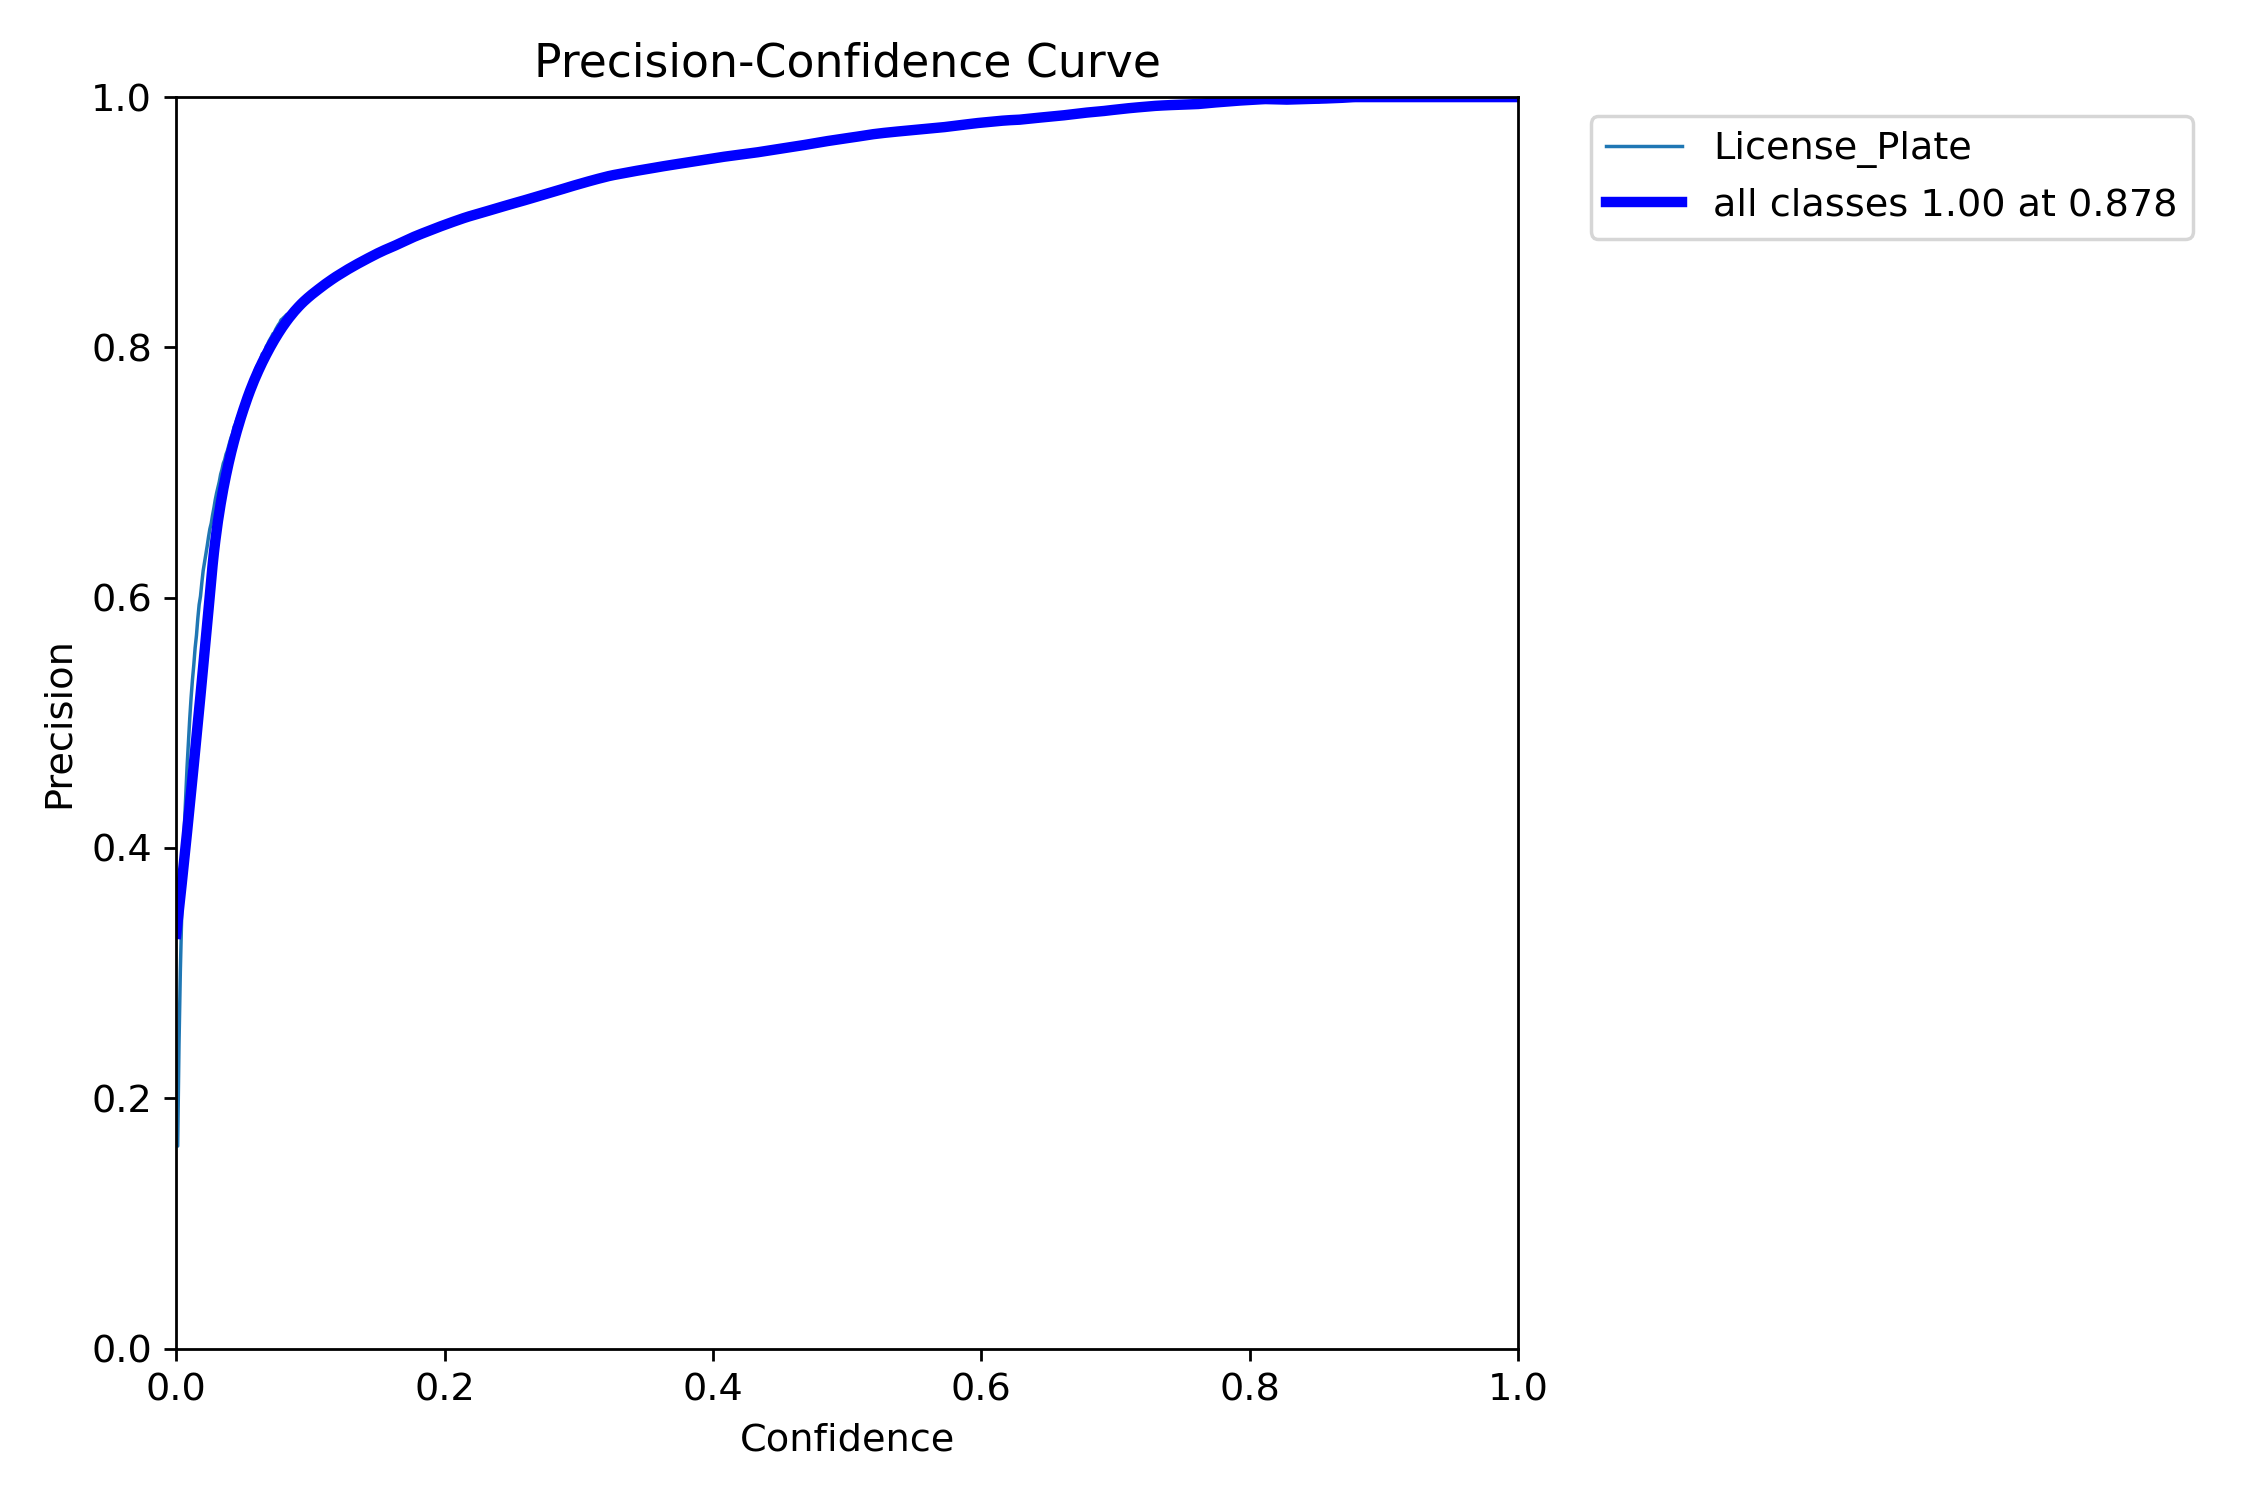 Precision-Confidence Curve
1.0
0.8
0.6
0.4
0.2
0.0
Precision
0.0 0.2 0.4 0.6 0.8 1.0
Confidence
License_Plate
all classes 1.00 at 0.878